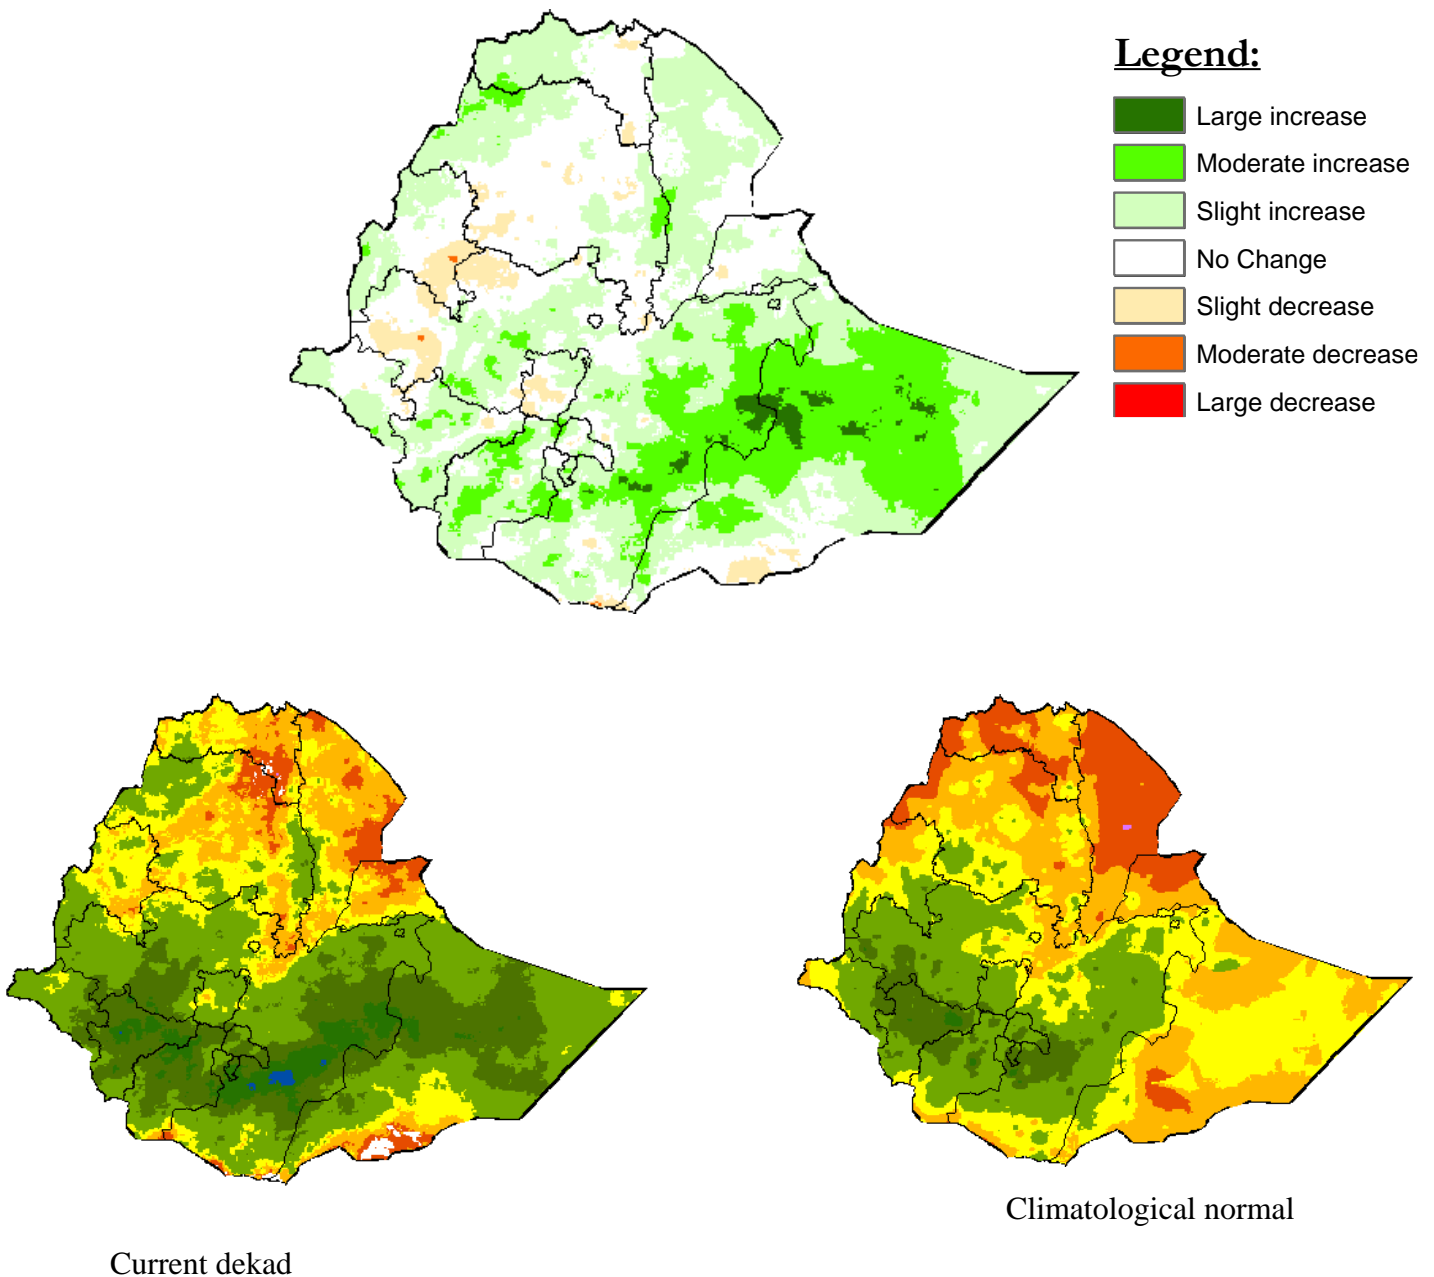 Legend:
Large increase
Moderate increase
Slight increase
No Change
Slight decrease
Moderate decrease
Large decrease
Climatological normal
Current dekad